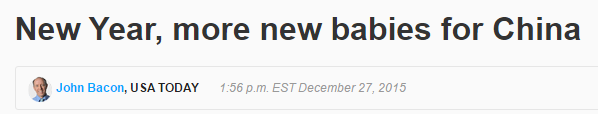 New Year, more new babies for China
John Bacon, USA TODAY 1:56 p.m. EST December 27, 2015